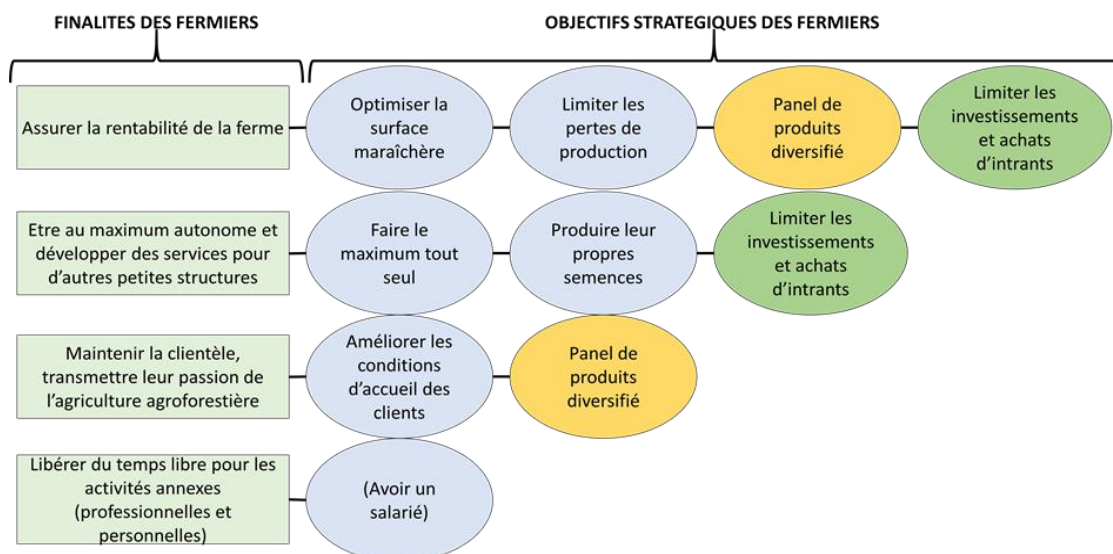 FINALITES DES FERMIERS
OBJECTIFS STRATEGIQUES DES FERMIERS
Assurer la rentabilité de la ferme
Optimiser la
surface
maraîchère
Limiter les
pertes de
production
Panel de
produits
diversifié
Limiter les
investissements
et achats
d'intrants
Etre au maximum autonome et
développer des services pour
d'autres petites structures
Faire le
maximum tout
seul
Produire leur
propres
semences
Limiter les
investissements
et achats
d'intrants
Maintenir la clientèle,
transmettre leur passion de
l'agriculture agroforestière
Améliorer les
conditions
d'accueil des
clients
Panel de
produits
diversifié
Libérer du temps libre pour les
activités annexes
(professionnelles et
personnelles)
(Avoir un
salarié)